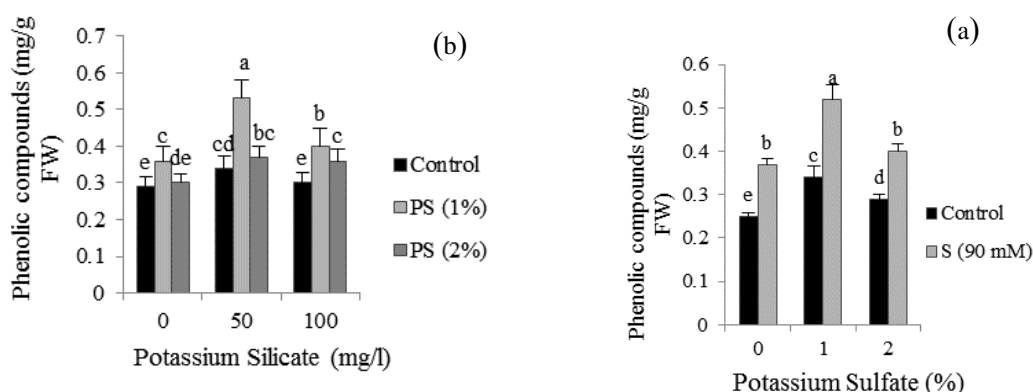 (b)
Phenolic compounds (mg/g
FW)
0.7
0.6
0.5
0.4
0.3
0.2
0.1
0
e c de
cd a bc
e b c
0 50 100
Potassium Silicate (mg/l)
Control
PS (1%)
PS (2%)
(a)
Phenolic compounds (mg/g
FW)
0.6
0.5
0.4
0.3
0.2
0.1
0
e b
c a
d b
0 1 2
Potassium Sulfate (%)
Control
S (90 mM)